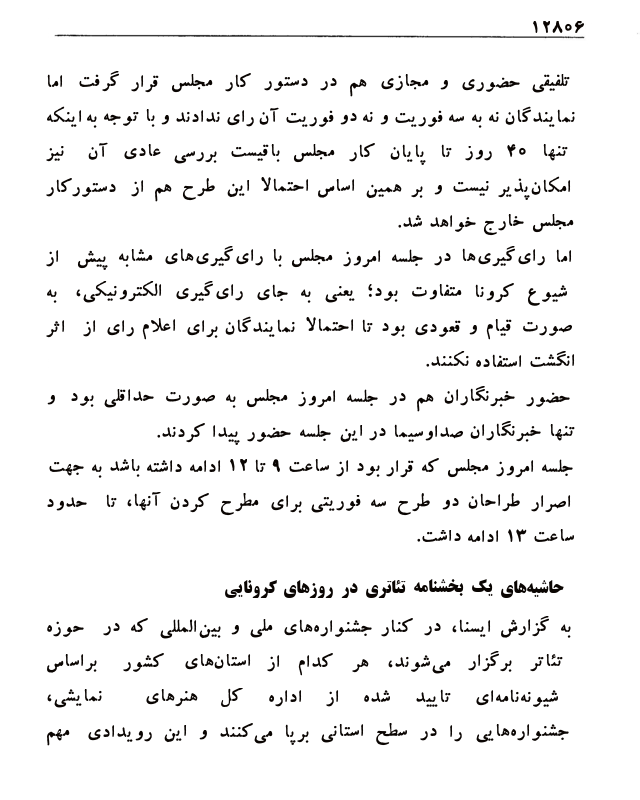 ۱۲۸۰۶
تلفیقی حضوری و مجازی هم در دستور کار مجلس قرار گرفت اما
نمایندگان نه به سه فوریت و نه دو فوریت آن رای ندادند و با توجه به اینکه
تنها ۴۰ روز تا پایان کار مجلس باقیست بررسی عادی آن نیز
امکان‌پذیر نیست و بر همین اساس احتمالا این طرح هم از دستورکار
مجلس خارج خواهد شد.
اما رای‌گیری‌ها در جلسه امروز مجلس با رای‌گیری‌های مشابه پیش از
شیوع کرونا متفاوت بود؛ یعنی به جای رای‌گیری الکترونیکی، به
صورت قیام و قعودی بود تا احتمالا نمایندگان برای اعلام رای از اثر
انگشت استفاده نکنند.
حضور خبرنگاران هم در جلسه امروز مجلس به صورت حداقلی بود و
تنها خبرنگاران صداوسیما در این جلسه حضور پیدا کردند.
جلسه امروز مجلس که قرار بود از ساعت ۹ تا ۱۲ ادامه داشته باشد به جهت
اصرار طراحان دو طرح سه فوریتی برای مطرح کردن آنها، تا حدود
ساعت ۱۳ ادامه داشت.
حاشیه‌های یک بخشنامه تئاتری در روزهای کرونایی
به گزارش ایسنا، در کنار جشنواره‌های ملی و بین‌المللی که در حوزه
تئاتر برگزار می‌شوند، هر کدام از استان‌های کشور براساس
شیونه‌نامه‌ای تایید شده از اداره کل هنرهای نمایشی،
جشنواره‌هایی را در سطح استانی برپا می‌کنند و این رویدادی مهم